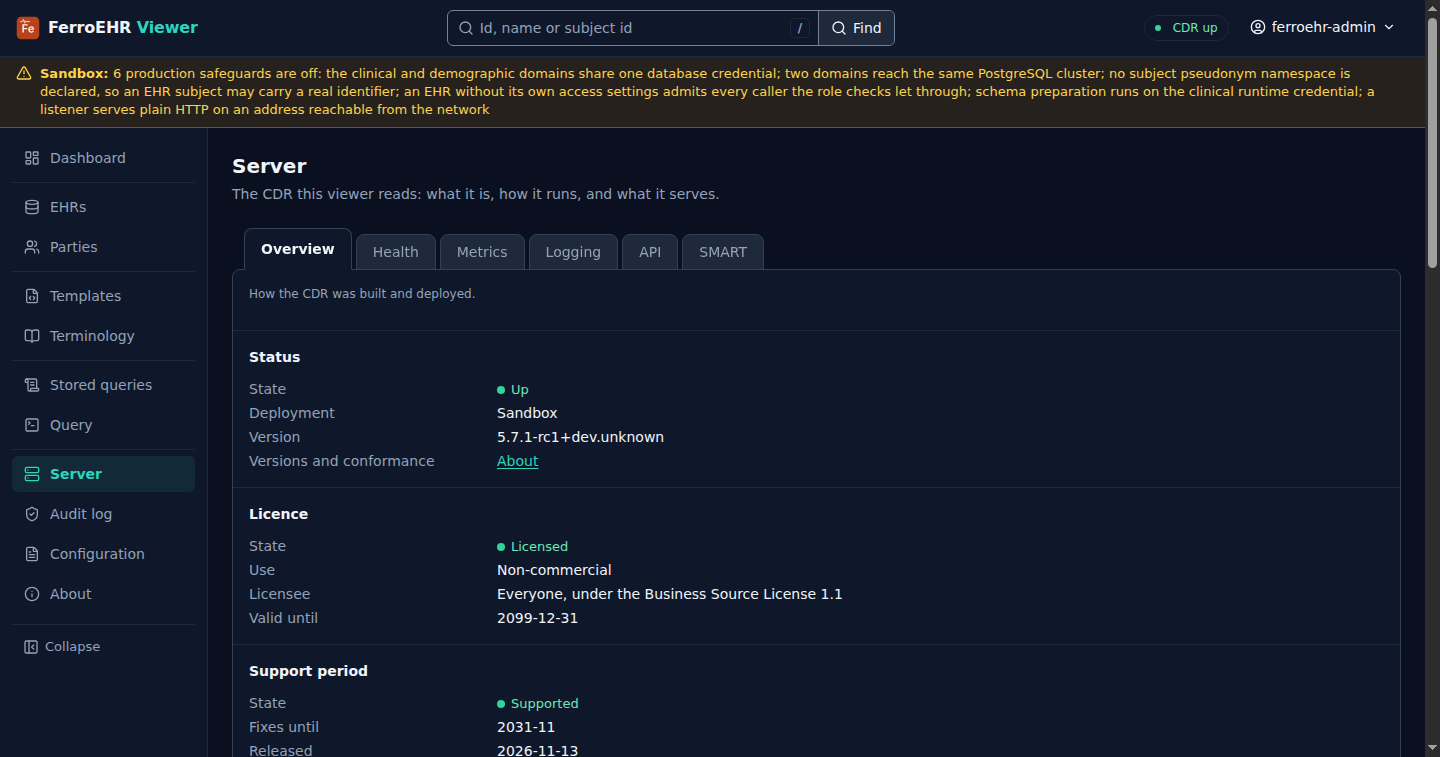 Fe FerroEHR Viewer
Id, name or subject id / Find
CDR up
ferroehr-admin
Sandbox: 6 production safeguards are off: the clinical and demographic domains share one database credential; two domains reach the same PostgreSQL cluster; no subject pseudonym namespace is
declared, so an EHR subject may carry a real identifier; an EHR without its own access settings admits every caller the role checks let through; schema preparation runs on the clinical runtime credential; a
listener serves plain HTTP on an address reachable from the network
Dashboard
EHRs
Parties
Templates
Terminology
Stored queries
Query
Server
Audit log
Configuration
About
Collapse
Server
The CDR this viewer reads: what it is, how it runs, and what it serves.
Overview Health Metrics Logging API SMART
How the CDR was built and deployed.
Status
State Up
Deployment Sandbox
Version 5.7.1-rc1+dev.unknown
Versions and conformance About
Licence
State Licensed
Use Non-commercial
Licensee Everyone, under the Business Source License 1.1
Valid until 2099-12-31
Support period
State Supported
Fixes until 2031-11
Released 2026-11-13